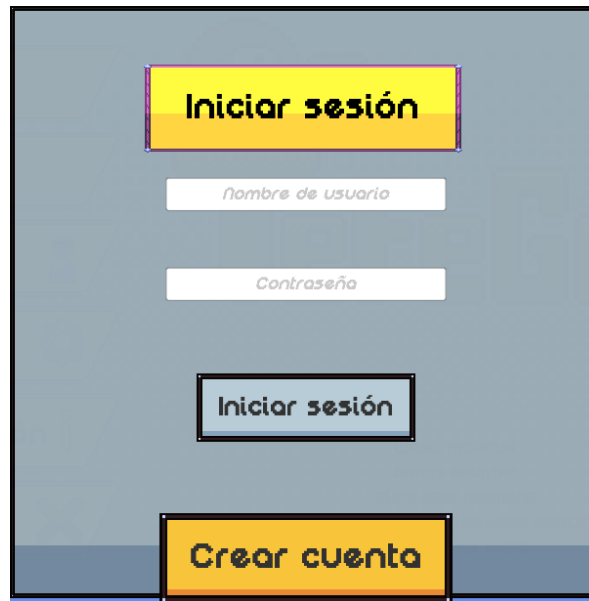 Iniciar sesión
Nombre de usuario
Contraseña
Iniciar sesión
Crear cuenta